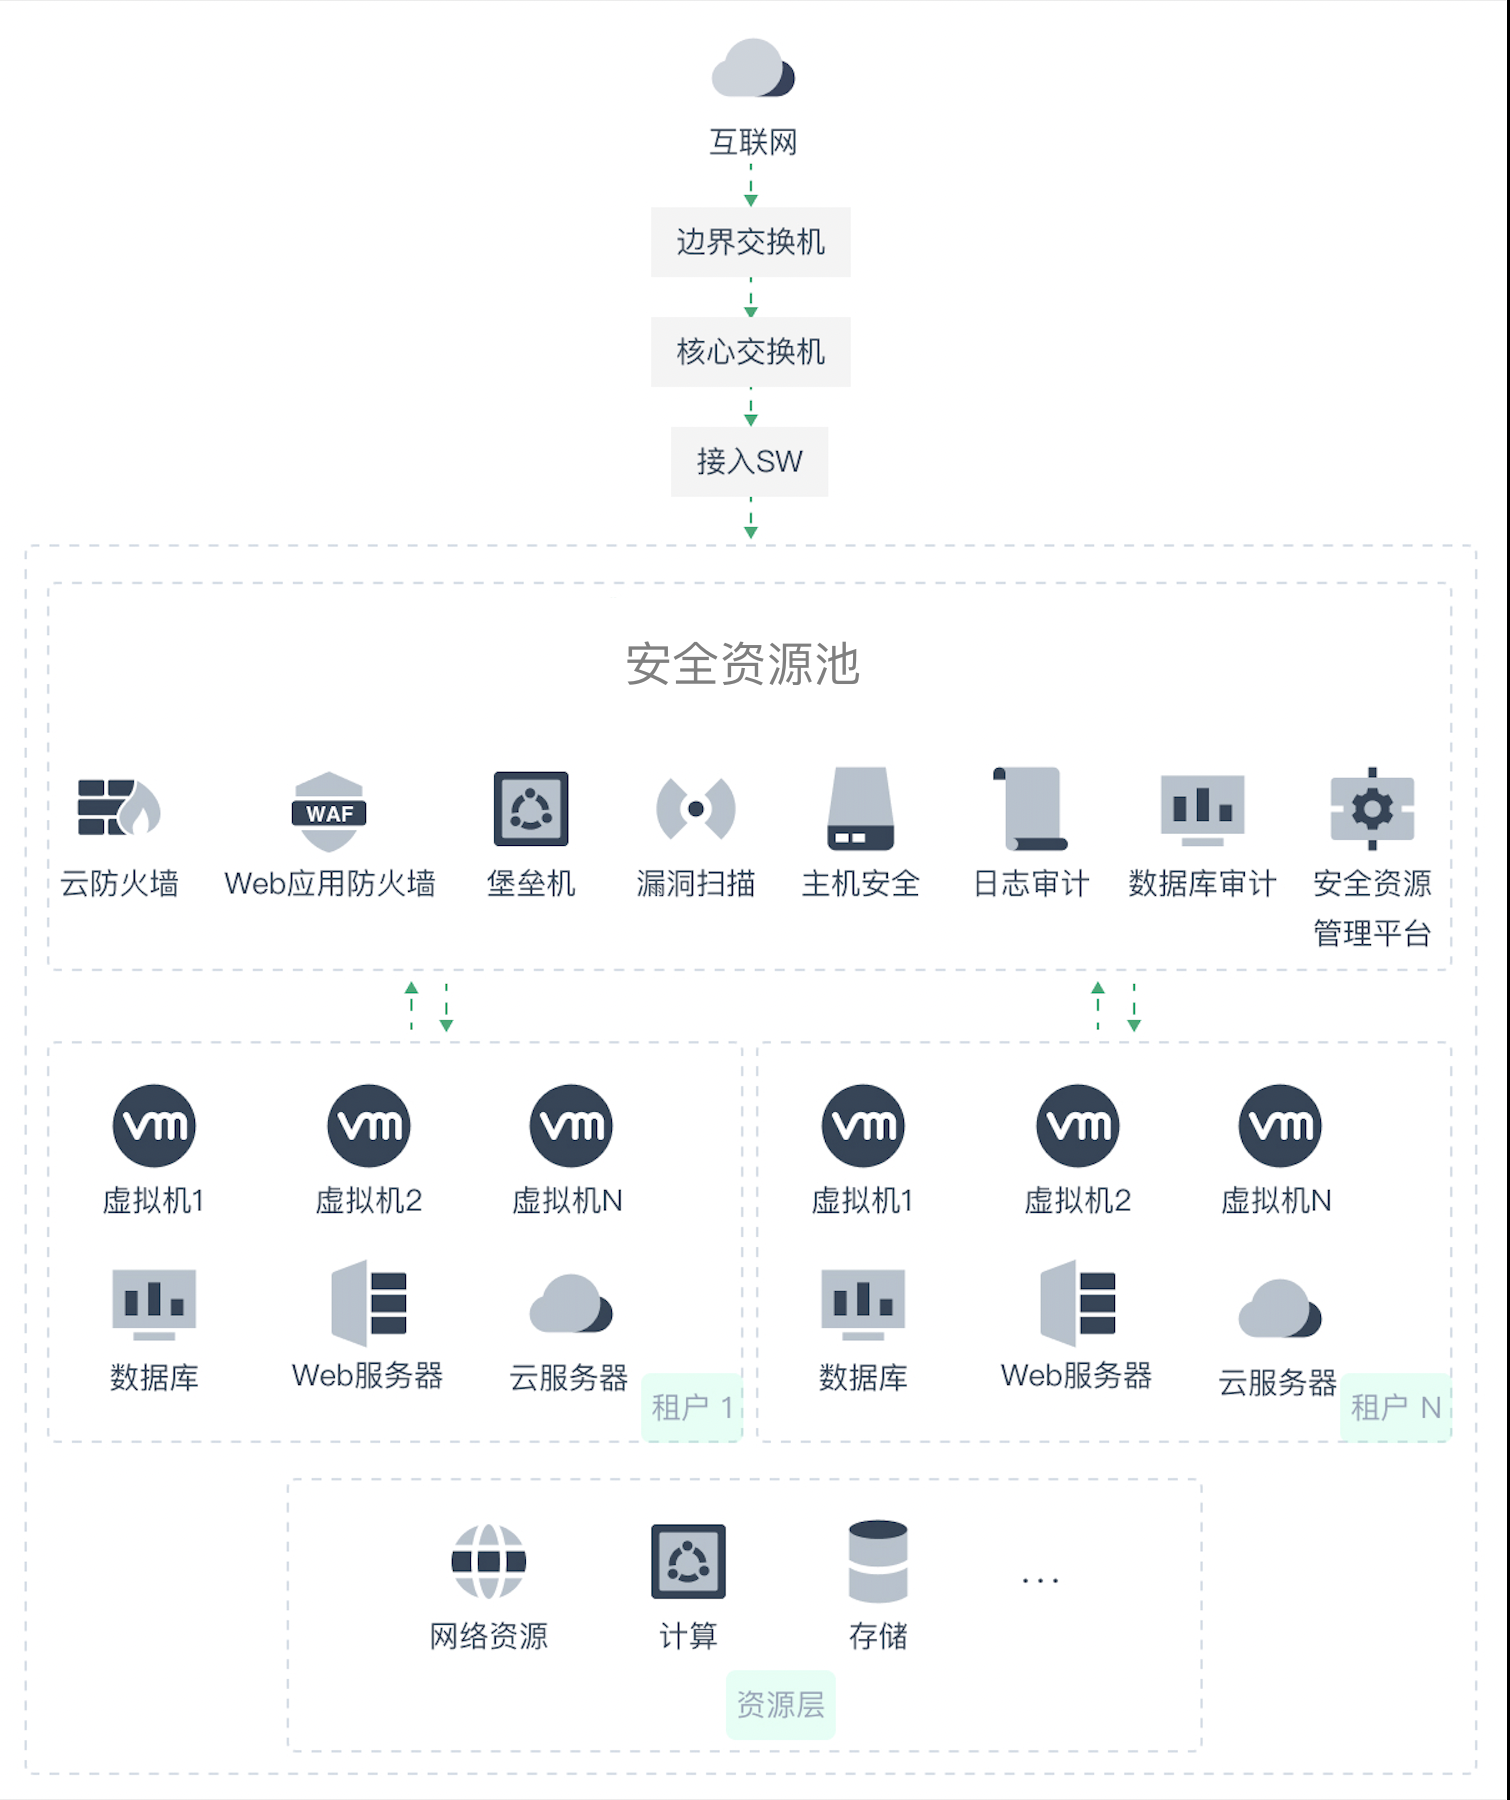 互联网
边界交换机
核心交换机
接入SW
安全资源池
WAF
云防火墙
Web应用防火墙
堡垒机
漏洞扫描
主机安全
日志审计
数据库审计
安全资源
管理平台
vm
vm
vm
虚拟机1
虚拟机2
虚拟机N
数据库
Web服务器
云服务器
租户 1
vm
vm
vm
虚拟机1
虚拟机2
虚拟机N
数据库
Web服务器
云服务器
租户 N
网络资源
计算
存储
...
资源层